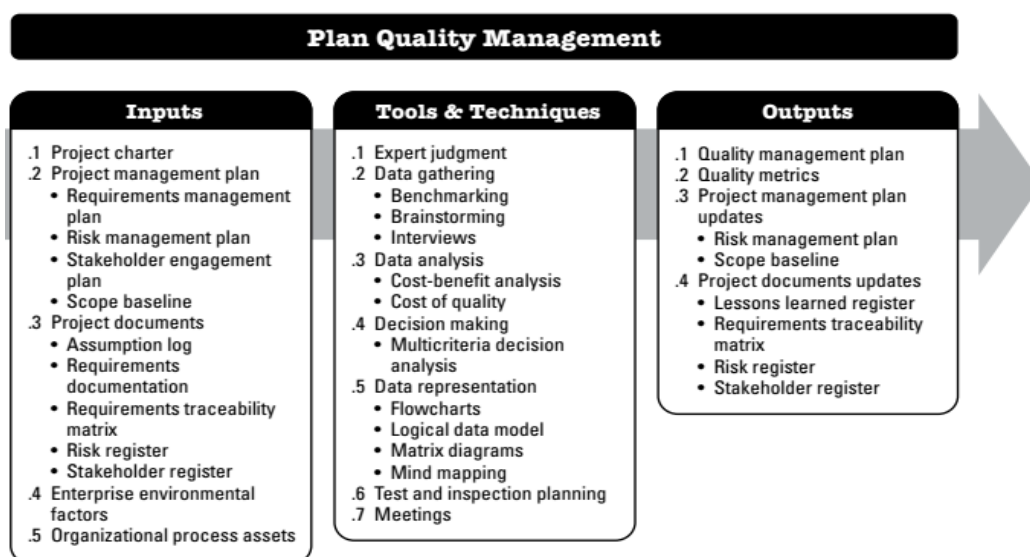 Plan Quality Management
Inputs
.1 Project charter
.2 Project management plan
• Requirements management
plan
• Risk management plan
• Stakeholder engagement
plan
• Scope baseline
.3 Project documents
• Assumption log
• Requirements
documentation
• Requirements traceability
matrix
• Risk register
• Stakeholder register
.4 Enterprise environmental
factors
.5 Organizational process assets
Tools & Techniques
.1 Expert judgment
.2 Data gathering
• Benchmarking
• Brainstorming
• Interviews
.3 Data analysis
• Cost-benefit analysis
• Cost of quality
.4 Decision making
• Multicriteria decision
analysis
.5 Data representation
• Flowcharts
• Logical data model
• Matrix diagrams
• Mind mapping
.6 Test and inspection planning
.7 Meetings
Outputs
.1 Quality management plan
.2 Quality metrics
.3 Project management plan
updates
• Risk management plan
• Scope baseline
.4 Project documents updates
• Lessons learned register
• Requirements traceability
matrix
• Risk register
• Stakeholder register